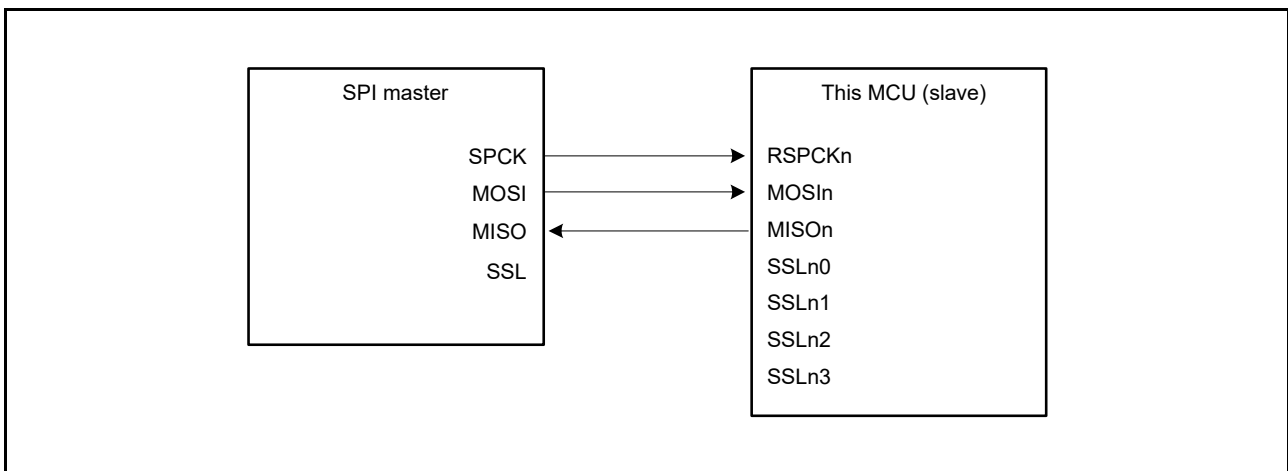 SPI master
SPCK
MOSI
MISO
SSL
This MCU (slave)
RSPCKn
MOSIn
MISOn
SSLn0
SSLn1
SSLn2
SSLn3